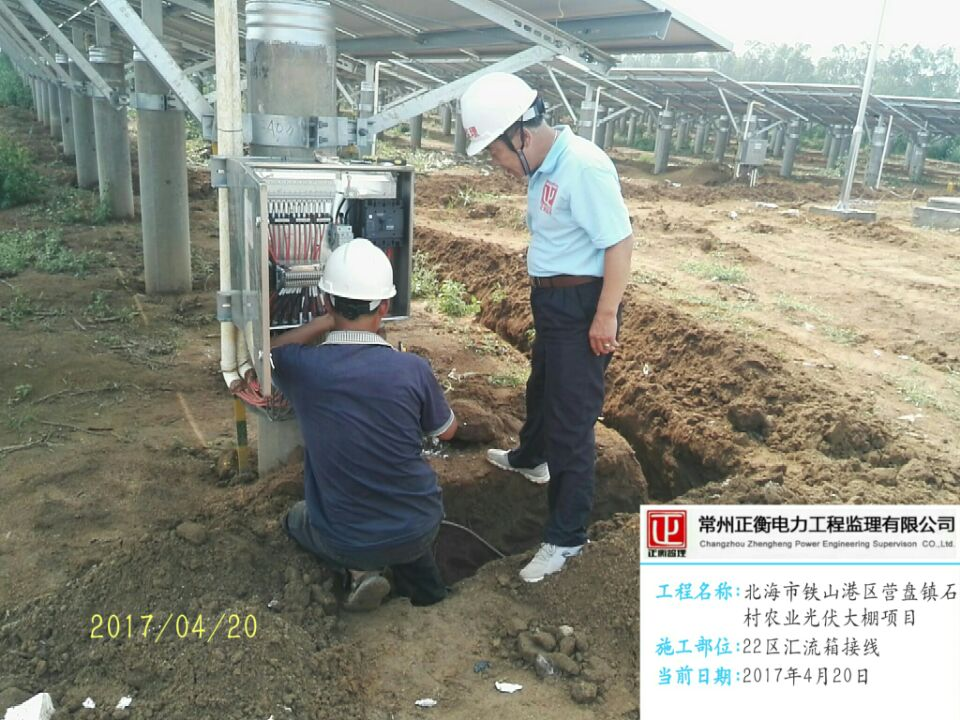 2017/04/20
正衡监理
常州正衡电力工程监理有限公司
Changzhou Zhengheng Power Engineering Supervison CO.,Ltd.
工程名称:北海市铁山港区营盘镇石
村农业光伏大棚项目
施工部位:22区汇流箱接线
当前日期:2017年4月20日